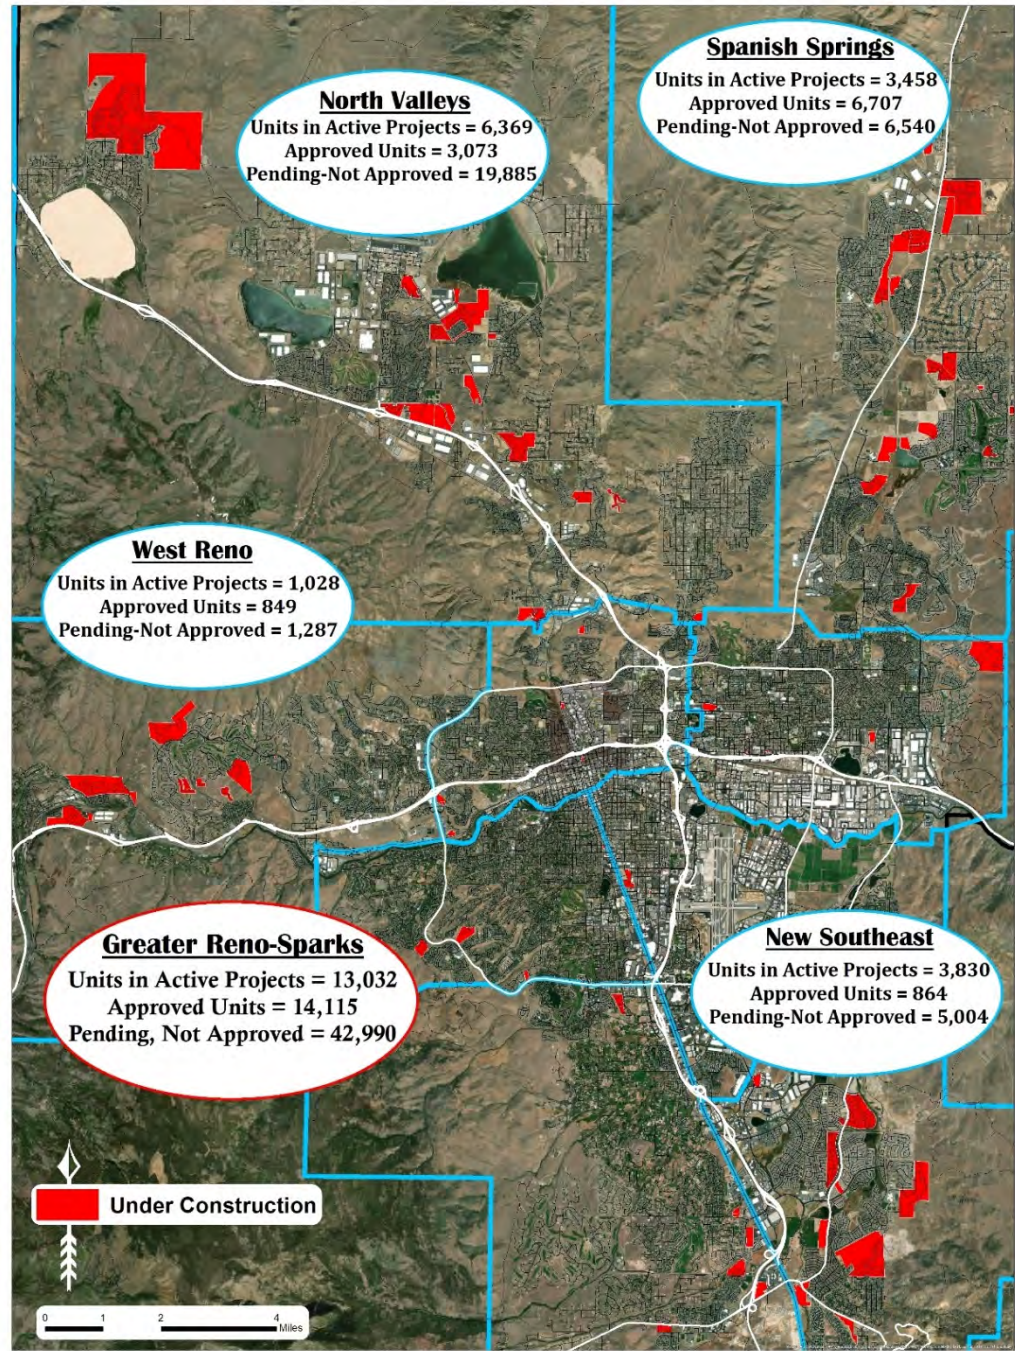 Spanish Springs
Units in Active Projects = 3,458
Approved Units = 6,707
Pending-Not Approved = 6,540
North Valleys
Units in Active Projects = 6,369
Approved Units = 3,073
Pending-Not Approved = 19,885
West Reno
Units in Active Projects = 1,028
Approved Units = 849
Pending-Not Approved = 1,287
Greater Reno-Sparks
Units in Active Projects = 13,032
Approved Units = 14,115
Pending, Not Approved = 42,990
New Southeast
Units in Active Projects = 3,830
Approved Units = 864
Pending-Not Approved = 5,004
Under Construction
0 1 2 4
Miles